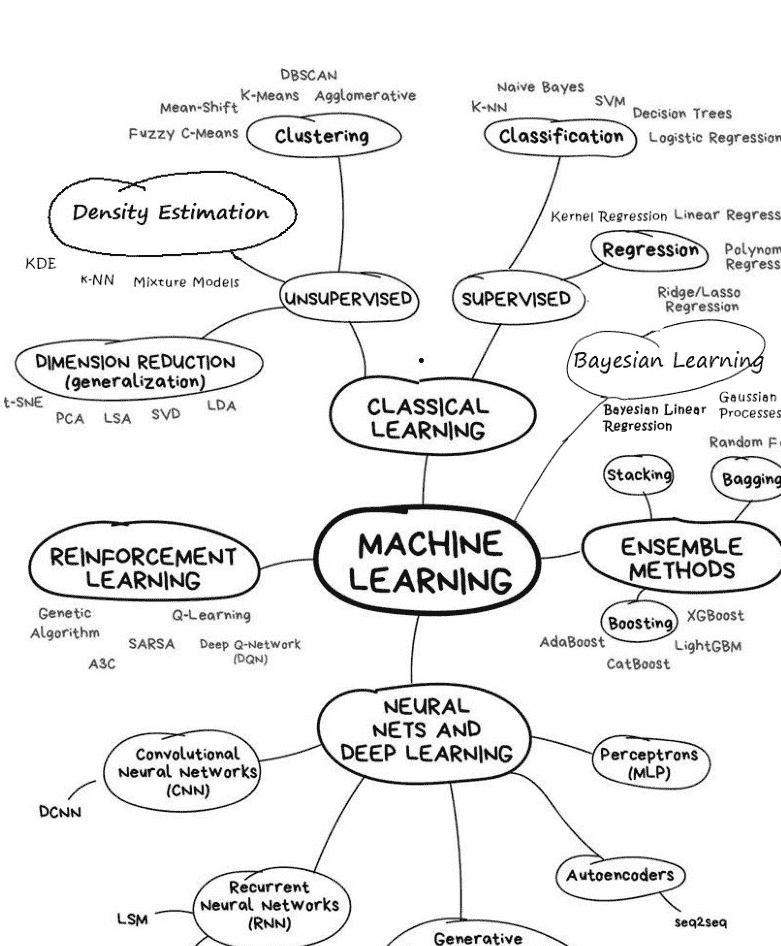 DBSCAN
K-Means Agglomerative
Mean-Shift
Fuzzy C-Means
Clustering
Naive Bayes
K-NN
SVM
Decision Trees
Classification
Logistic Regression
Density Estimation
KDE
K-NN
Mixture Models
Kernel Regression
Linear Regress
Regression
Polynom
Regress
Ridge/Lasso
Regression
UNSUPERVISED
SUPERVISED
DIMENSION REDUCTION
(generalization)
t-SNE
PCA
LSA
SVD
LDA
CLASSICAL
LEARNING
Bayesian Learning
Bayesian Linear
Regression
Gaussian
Processes
Random F
Stacking
Bagging
MACHINE
LEARNING
REINFORCEMENT
LEARNING
Genetic
Algorithm
Q-Learning
SARSA
Deep Q-Network
(DQN)
A3C
ENSEMBLE
METHODS
Boosting
XGBoost
AdaBoost
LightGBM
CatBoost
NEURAL
NETS AND
DEEP LEARNING
Convolutional
Neural Networks
(CNN)
DCNN
Perceptrons
(MLP)
Recurrent
Neural Networks
(RNN)
LSM
Autoencoders
seq2seq
Generative